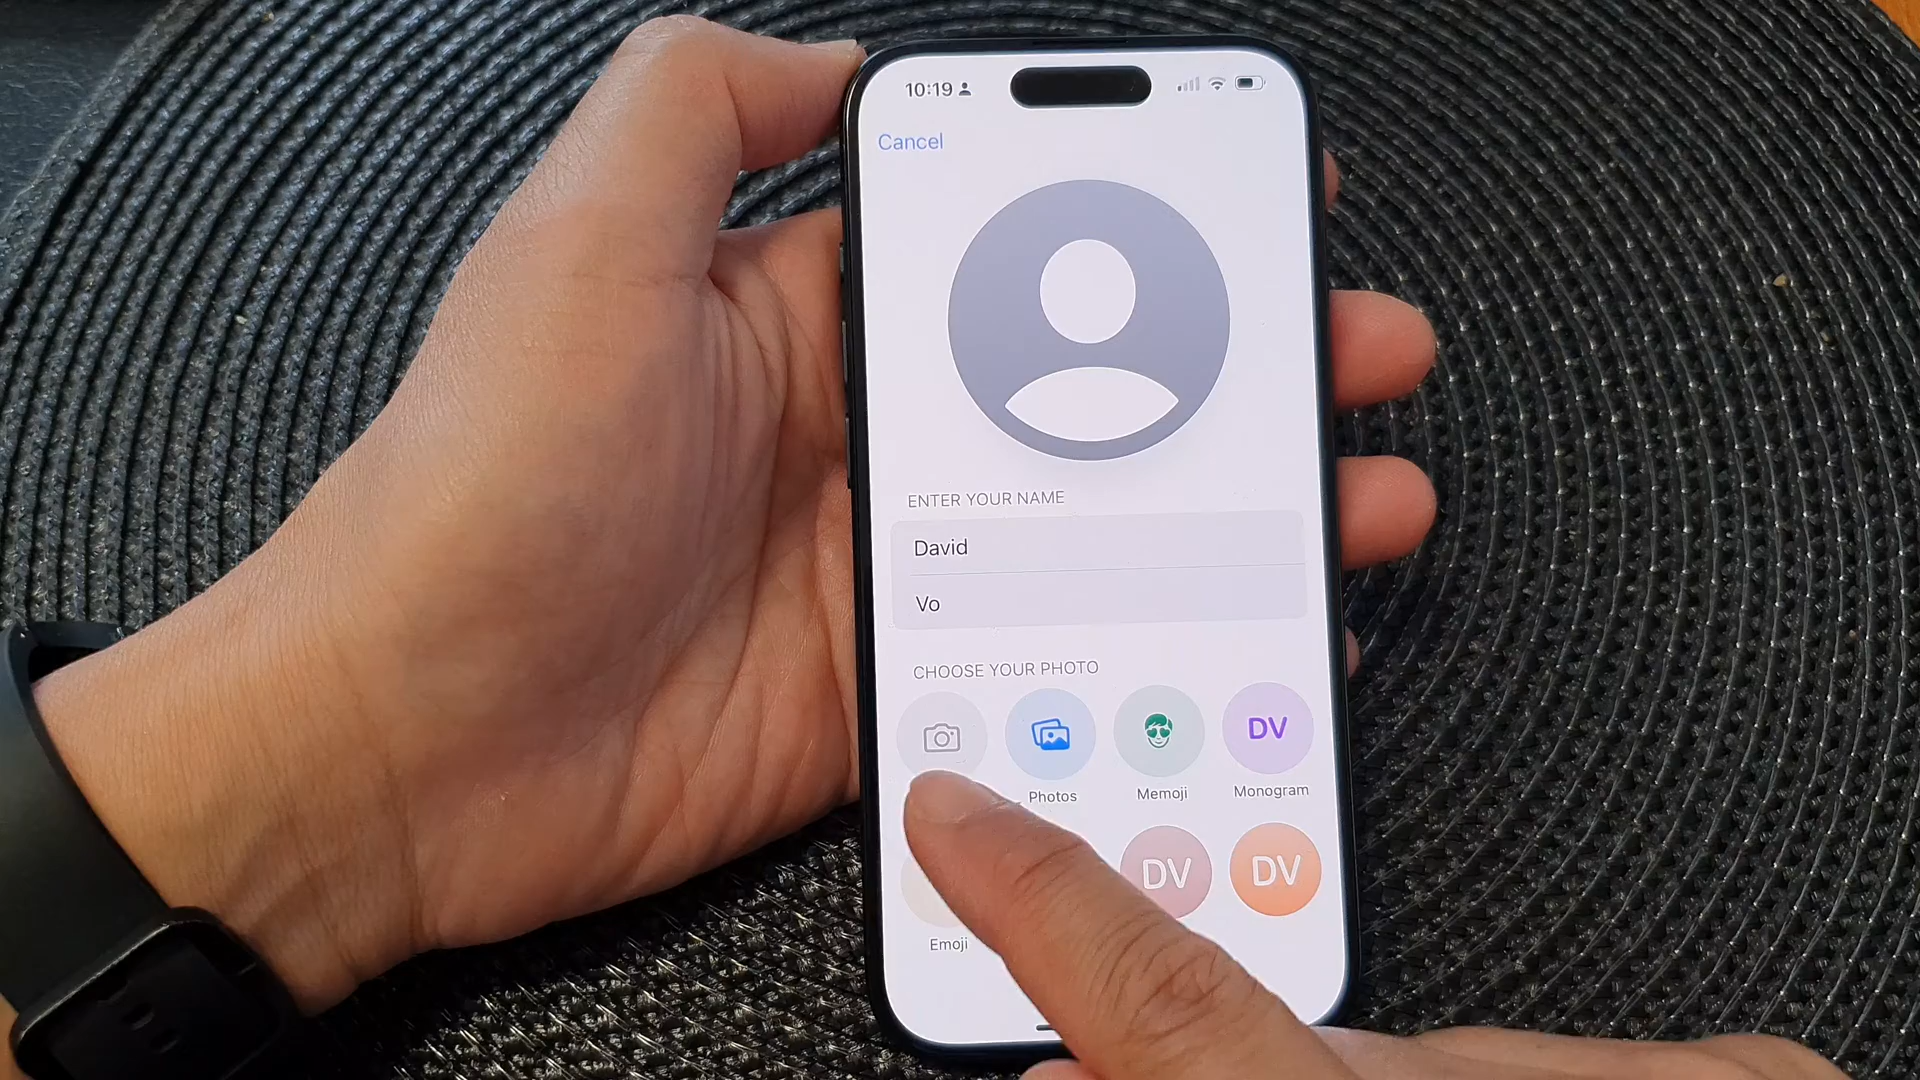 10:19
Cancel
ENTER YOUR NAME
David
Vo
CHOOSE YOUR PHOTO
DV
Photos
Memoji
Monogram
DV
DV
Emoji